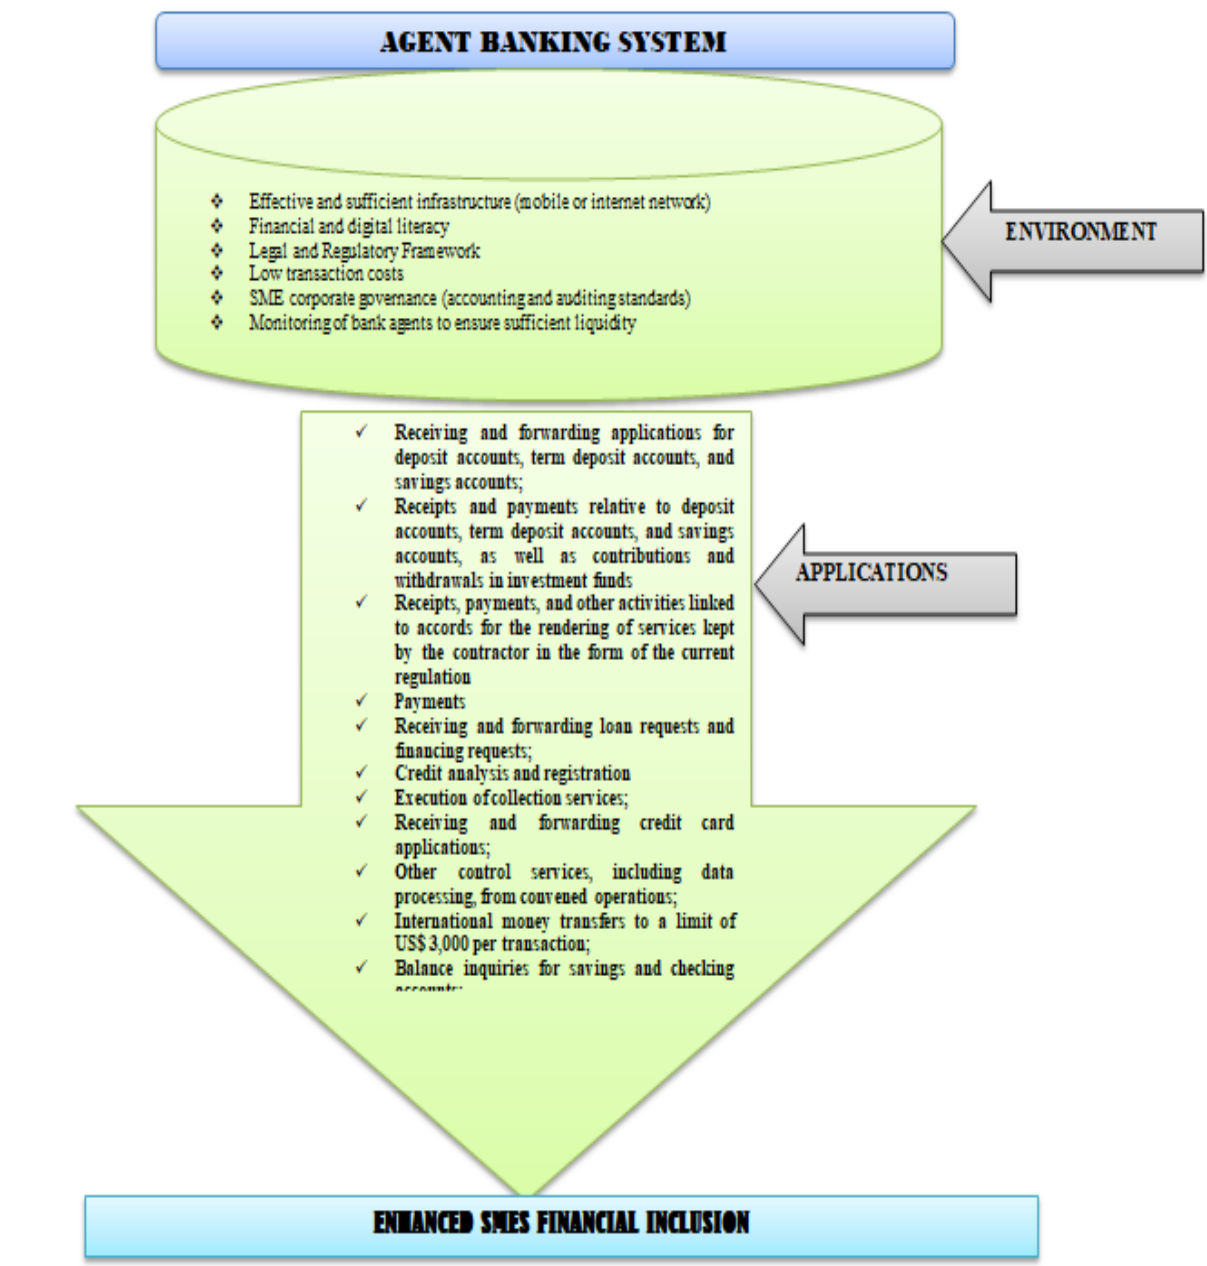 AGENT BANKING SYSTEM
❖ Effective and sufficient infrastructure (mobile or internet network)
❖ Financial and digital literacy
❖ Legal and Regulatory Framework
❖ Low transaction costs
❖ SME corporate governance (accounting and auditing standards)
❖ Monitoring of bank agents to ensure sufficient liquidity
ENVIRONMENT
✓ Receiving and forwarding applications for
deposit accounts, term deposit accounts, and
savings accounts;
✓ Receipts and payments relative to deposit
accounts, term deposit accounts, and savings
accounts, as well as contributions and
withdrawals in investment funds
✓ Receipts, payments, and other activities linked
to accords for the rendering of services kept
by the contractor in the form of the current
regulation
✓ Payments
✓ Receiving and forwarding loan requests and
financing requests;
✓ Credit analysis and registration
✓ Execution of collection services;
✓ Receiving and forwarding credit card
applications;
✓ Other control services, including data
processing, from convened operations;
✓ International money transfers to a limit of
US$ 3,000 per transaction;
✓ Balance inquiries for savings and checking
accounts;
APPLICATIONS
ENHANCED SMES FINANCIAL INCLUSION